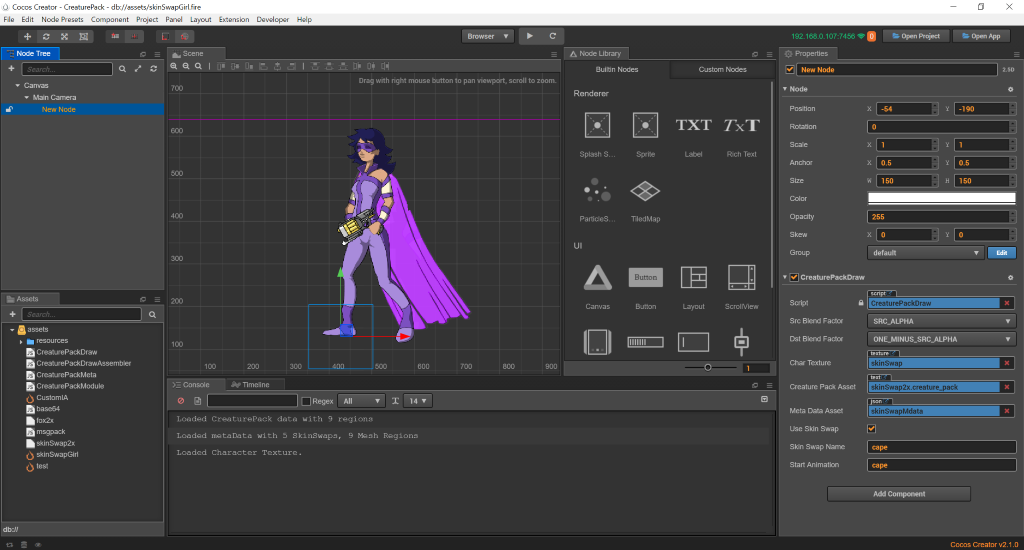 Cocos Creator - CreaturePack - db://assets/skinSwapGirl.fire
File Edit Node Presets Component Project Panel Layout Extension Developer Help
Browser
192.168.0.107:7456 0 Open Project Open App
Node Tree
Search...
Canvas
Main Camera
New Node
Scene
Drag with right mouse button to pan viewport, scroll to zoom.
700
600
500
400
300
200
100
100 200 300 400 500 600 700 800 900
Node Library
Builtin Nodes Custom Nodes
Renderer
TXT TxT
Splash S... Sprite Label Rich Text
ParticleS... TiledMap
UI
Button
Canvas Button Layout ScrollView
1
Properties
New Node 2.50
Node
Position X -54 Y -190
Rotation 0
Scale X 1 Y 1
Anchor X 0.5 Y 0.5
Size W 150 H 150
Color
Opacity 255
Skew X 0 Y 0
Group default Edit
CreaturePackDraw
script
Script CreaturePackDraw
Src Blend Factor SRC_ALPHA
Dst Blend Factor ONE_MINUS_SRC_ALPHA
texture
Char Texture skinSwap
text
Creature Pack Asset skinSwap2x.creature_pack
json
Meta Data Asset skinSwapMdata
Use Skin Swap
Skin Swap Name cape
Start Animation cape
Add Component
Assets
Search...
assets
resources
CreaturePackDraw
CreaturePackDrawAssembler
CreaturePackMeta
CreaturePackModule
CustomIA
base64
fox2x
msgpack
skinSwap2x
skinSwapGirl
test
db://
Console Timeline
Regex All 14
Loaded CreaturePack data with 9 regions
Loaded metaData with 5 SkinSwaps, 9 Mesh Regions
Loaded Character Texture.
Cocos Creator v2.1.0